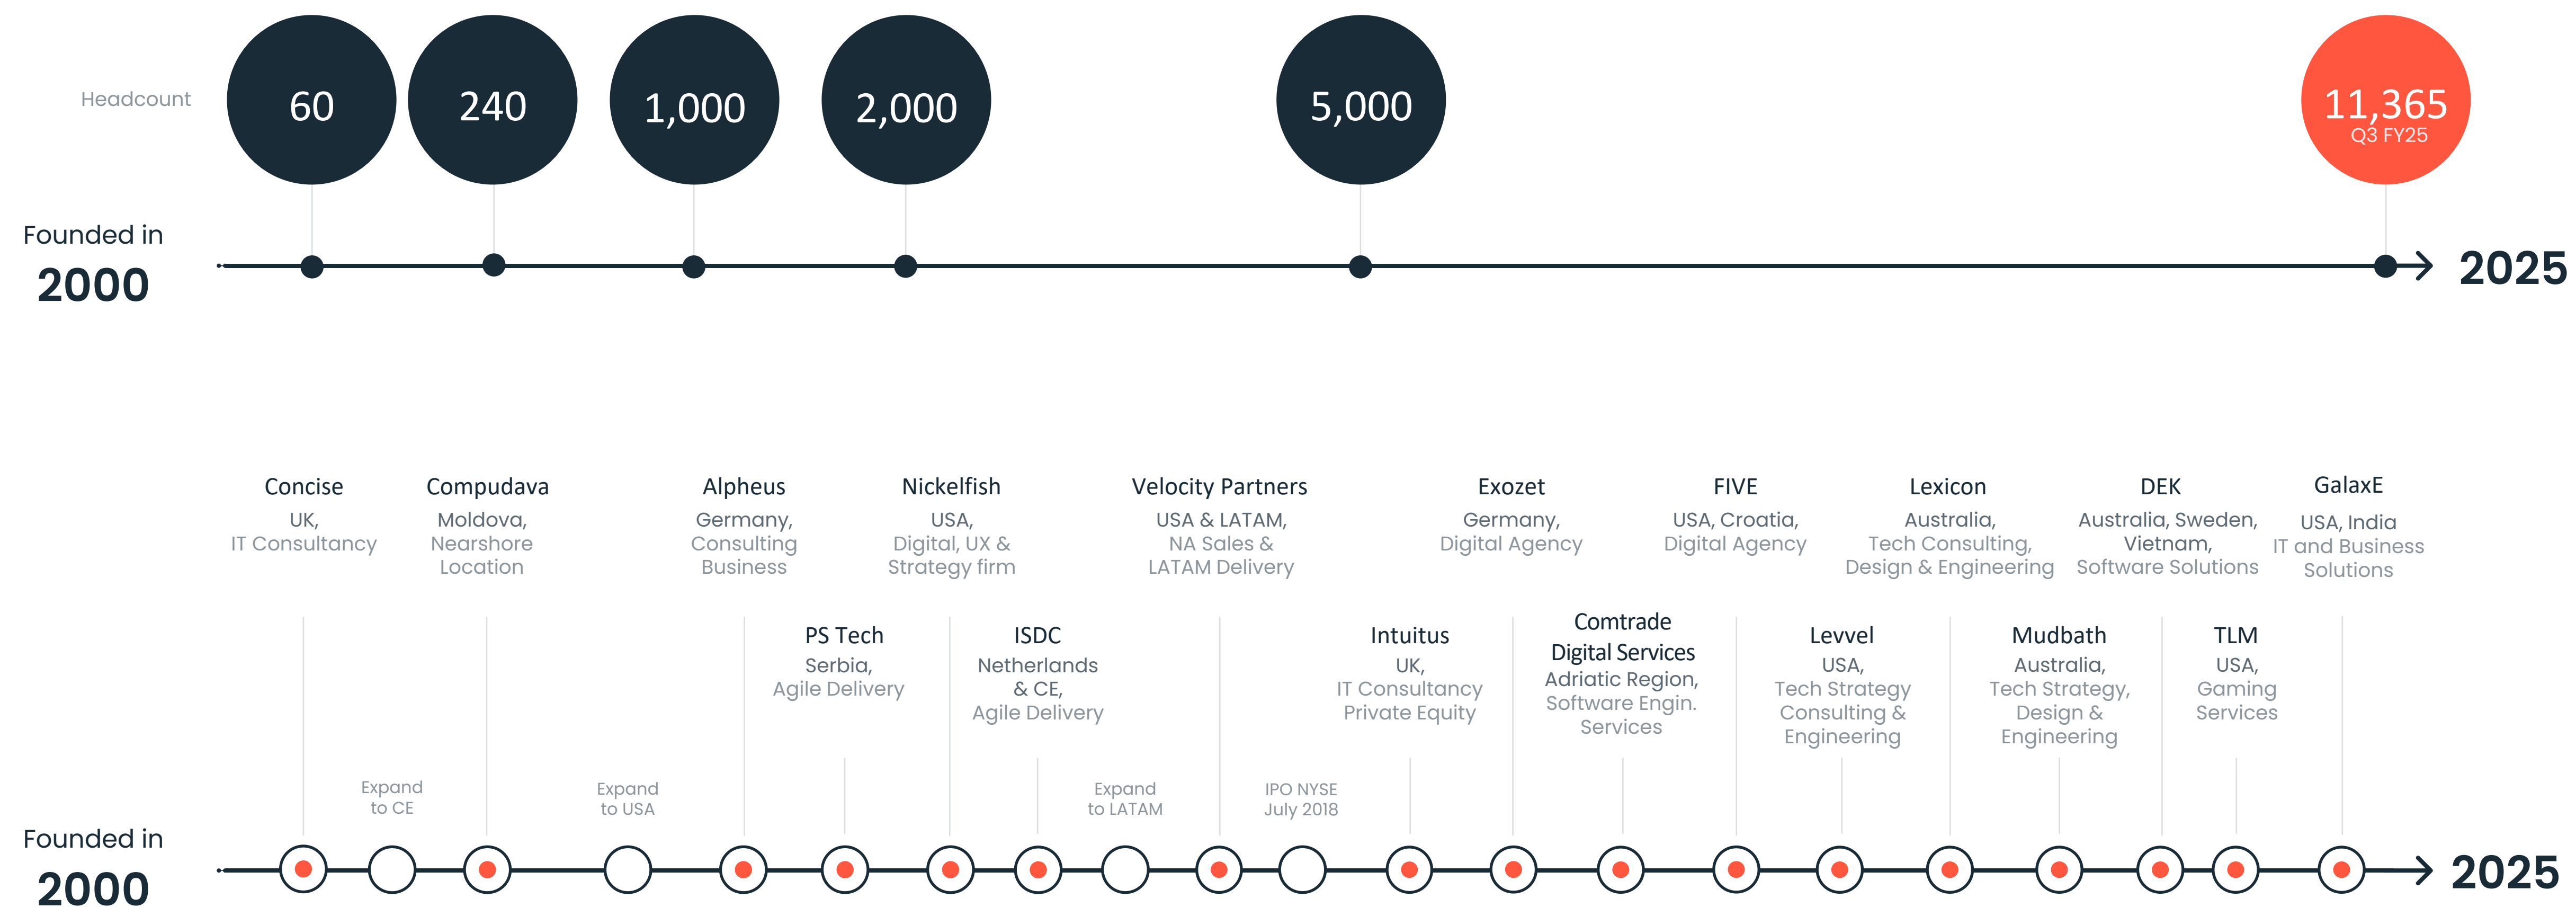 Headcount
60
240
1,000
2,000
5,000
11,365
Q3 FY25
Founded in
2000
2025
Concise
UK,
IT Consultancy
Compudava
Moldova,
Nearshore
Location
Alpheus
Germany,
Consulting
Business
Nickelfish
USA,
Digital, UX &
Strategy firm
Velocity Partners
USA & LATAM,
NA Sales &
LATAM Delivery
Exozet
Germany,
Digital Agency
FIVE
USA, Croatia,
Digital Agency
Lexicon
Australia,
Tech Consulting,
Design & Engineering
DEK
Australia, Sweden,
Vietnam,
Software Solutions
GalaxE
USA, India
IT and Business
Solutions
PS Tech
Serbia,
Agile Delivery
ISDC
Netherlands
& CE,
Agile Delivery
Intuitus
UK,
IT Consultancy
Private Equity
Comtrade
Digital Services
Adriatic Region,
Software Engin.
Services
Levvel
USA,
Tech Strategy
Consulting &
Engineering
Mudbath
Australia,
Tech Strategy,
Design &
Engineering
TLM
USA,
Gaming
Services
Expand
to CE
Expand
to USA
Expand
to LATAM
IPO NYSE
July 2018
Founded in
2000
2025